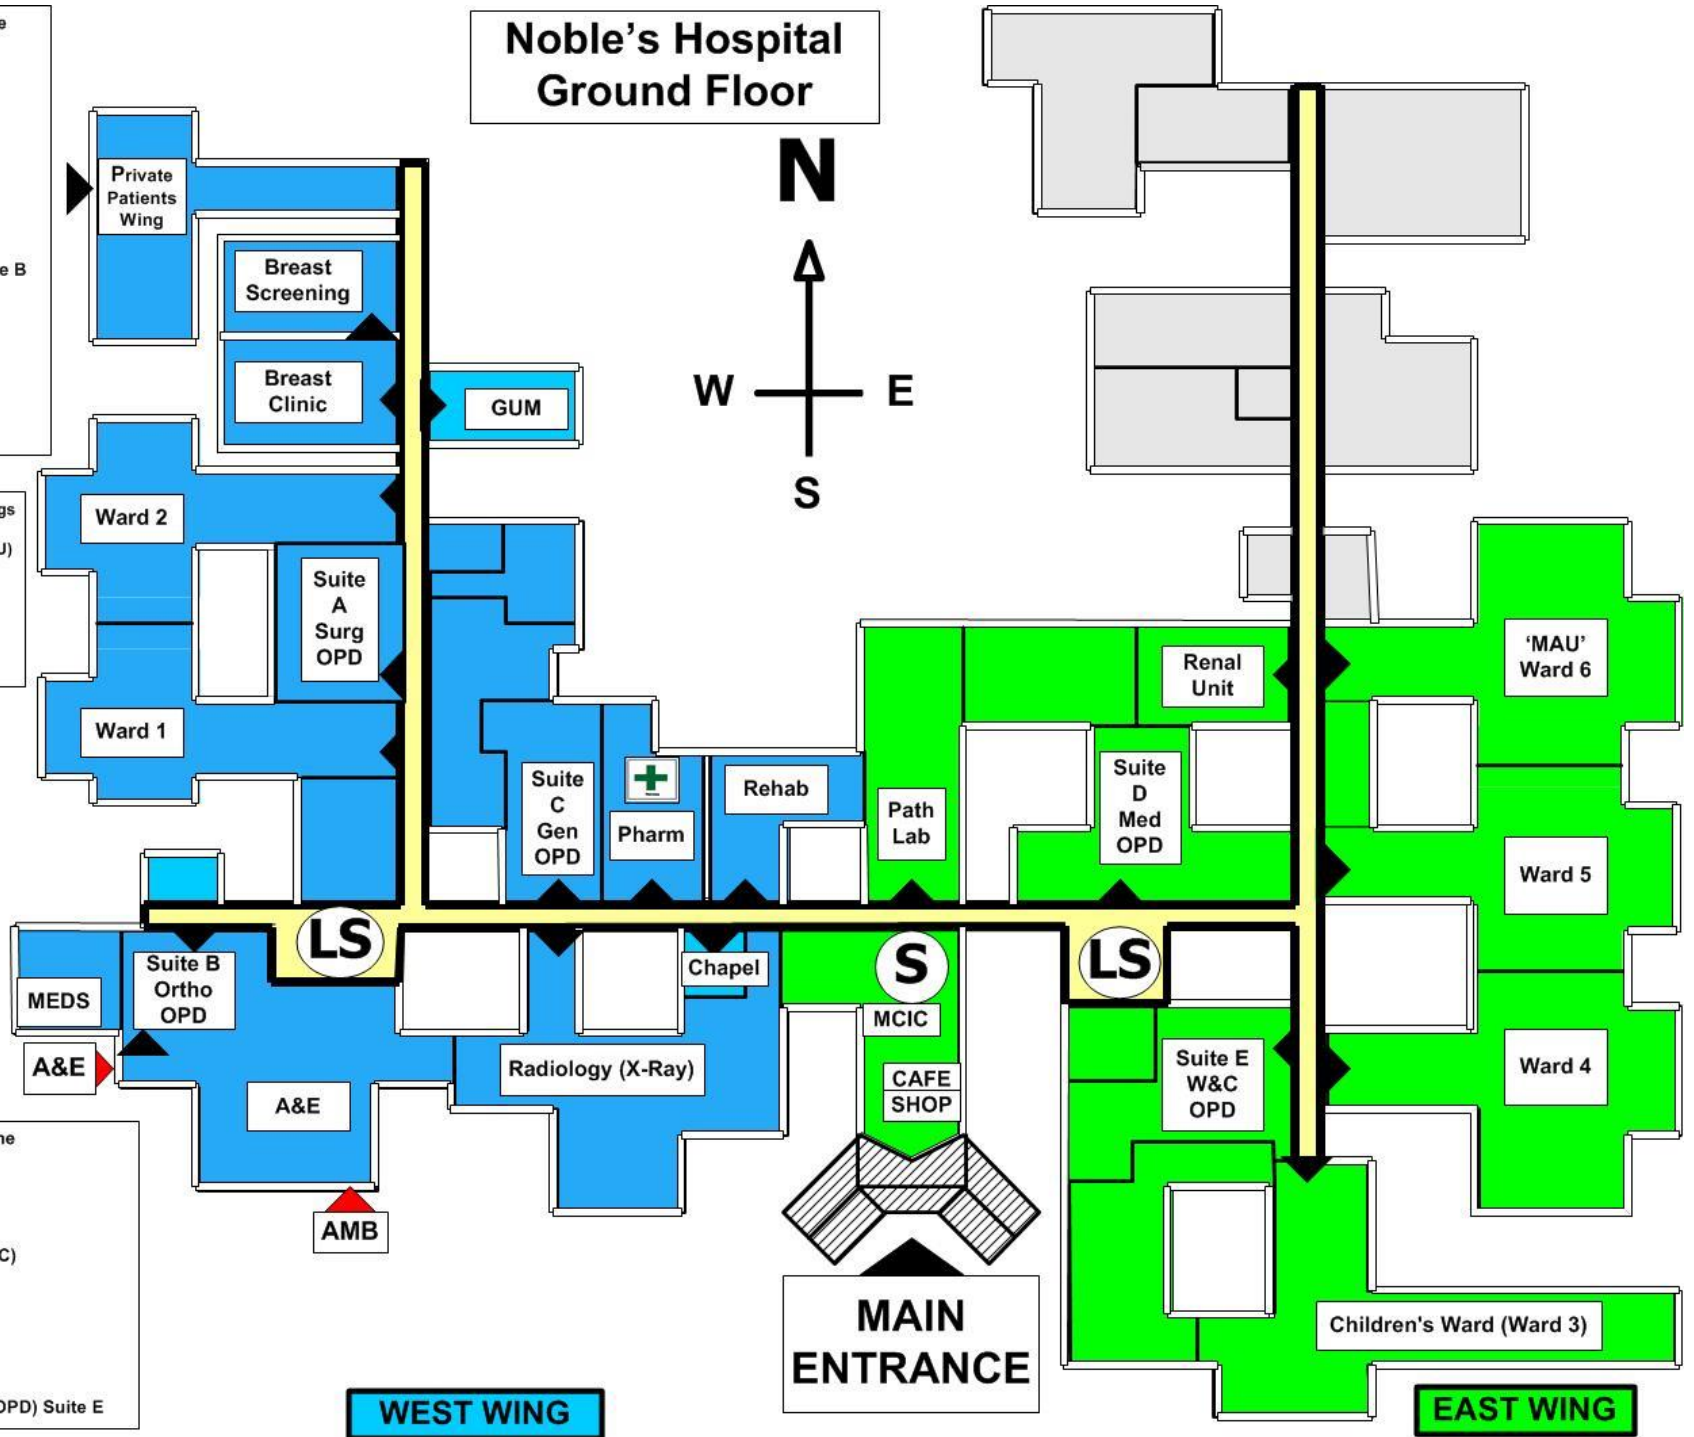 Noble's Hospital
Ground Floor
e B
gs
J)
C)
OPD) Suite E
N
W
E
S
Private
Patients
Wing
Breast
Screening
Breast
Clinic
GUM
Ward 2
Suite
A
Surg
OPD
Ward 1
Suite
C
Gen
OPD
Pharm
Rehab
Path
Lab
Renal
Unit
Suite
D
Med
OPD
'MAU'
Ward 6
Ward 5
Ward 4
LS
MEDS
Suite B
Ortho
OPD
A&E
A&E
AMB
Radiology (X-Ray)
Chapel
S
MCIC
CAFE
SHOP
LS
Suite E
W&C
OPD
Children's Ward (Ward 3)
MAIN
ENTRANCE
WEST WING
EAST WING